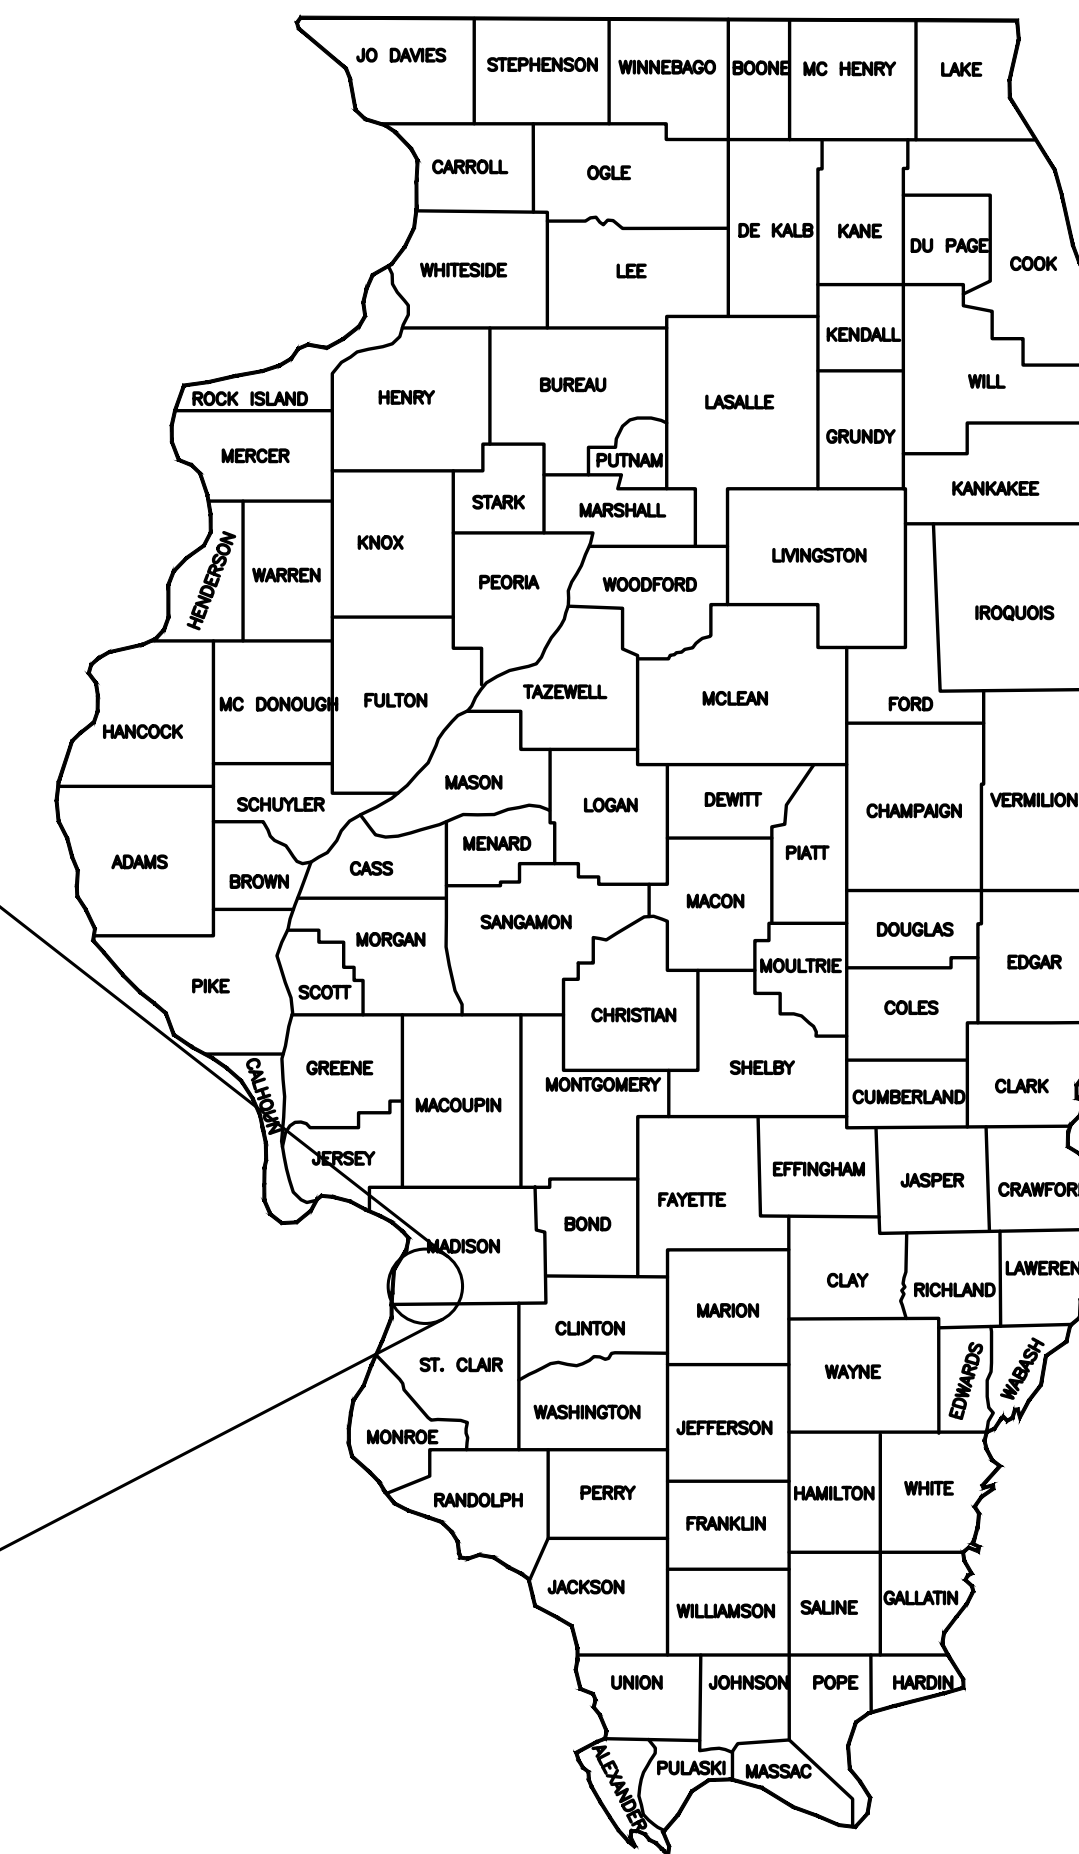 JO DAVIES
STEPHENSON
WINNEBAGO
BOONE
MC HENRY
LAKE
CARROLL
OGLE
DE KALB
KANE
DU PAGE
COOK
WHITESIDE
LEE
KENDALL
ROCK ISLAND
HENRY
BUREAU
LASALLE
WILL
MERCER
PUTNAM
GRUNDY
STARK
MARSHALL
KANKAKEE
HENDERSON
WARREN
KNOX
PEORIA
WOODFORD
LIVINGSTON
IROQUOIS
HANCOCK
MC DONOUGH
FULTON
TAZEWELL
MCLEAN
FORD
SCHUYLER
MASON
LOGAN
DEWITT
CHAMPAIGN
VERMILION
ADAMS
BROWN
CASS
MENARD
PIATT
MACON
PIKE
SCOTT
MORGAN
SANGAMON
MOULTRIE
DOUGLAS
EDGAR
CHRISTIAN
COLES
CALHOUN
GREENE
MACOUPIN
MONTGOMERY
SHELBY
CUMBERLAND
CLARK
JERSEY
FAYETTE
EFFINGHAM
JASPER
CRAWFOR
MADISON
BOND
CLAY
RICHLAND
LAWEREN
CLINTON
MARION
ST. CLAIR
WAYNE
EDWARDS
WABASH
MONROE
WASHINGTON
JEFFERSON
RANDOLPH
PERRY
HAMILTON
WHITE
FRANKLIN
JACKSON
WILLIAMSON
SALINE
GALLATIN
UNION
JOHNSON
POPE
HARDIN
ALEXANDER
PULASKI
MASSAC